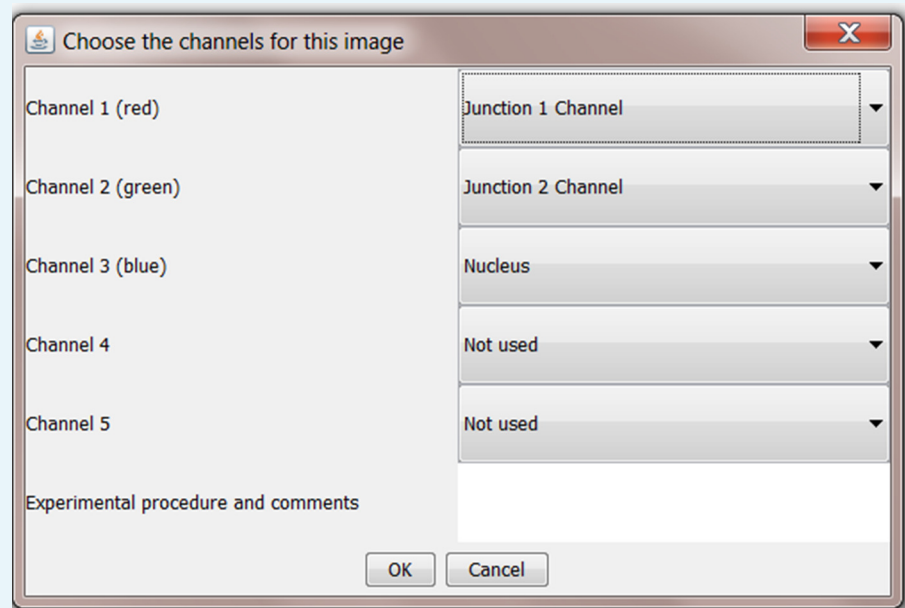 Choose the channels for this image
Channel 1 (red) Junction 1 Channel
Channel 2 (green) Junction 2 Channel
Channel 3 (blue) Nucleus
Channel 4 Not used
Channel 5 Not used
Experimental procedure and comments
OK Cancel